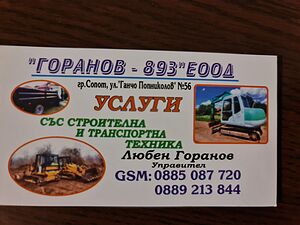 "ГОРАНОВ - 893"ЕООД
гр.Сопот, ул."Ганчо Попниколов" №56
УСЛУГИ
СЪС СТРОИТЕЛНА
И ТРАНСПОРТНА
ТЕХНИКА
Любен Горанов
Управител
GSM: 0885 087 720
0889 213 844